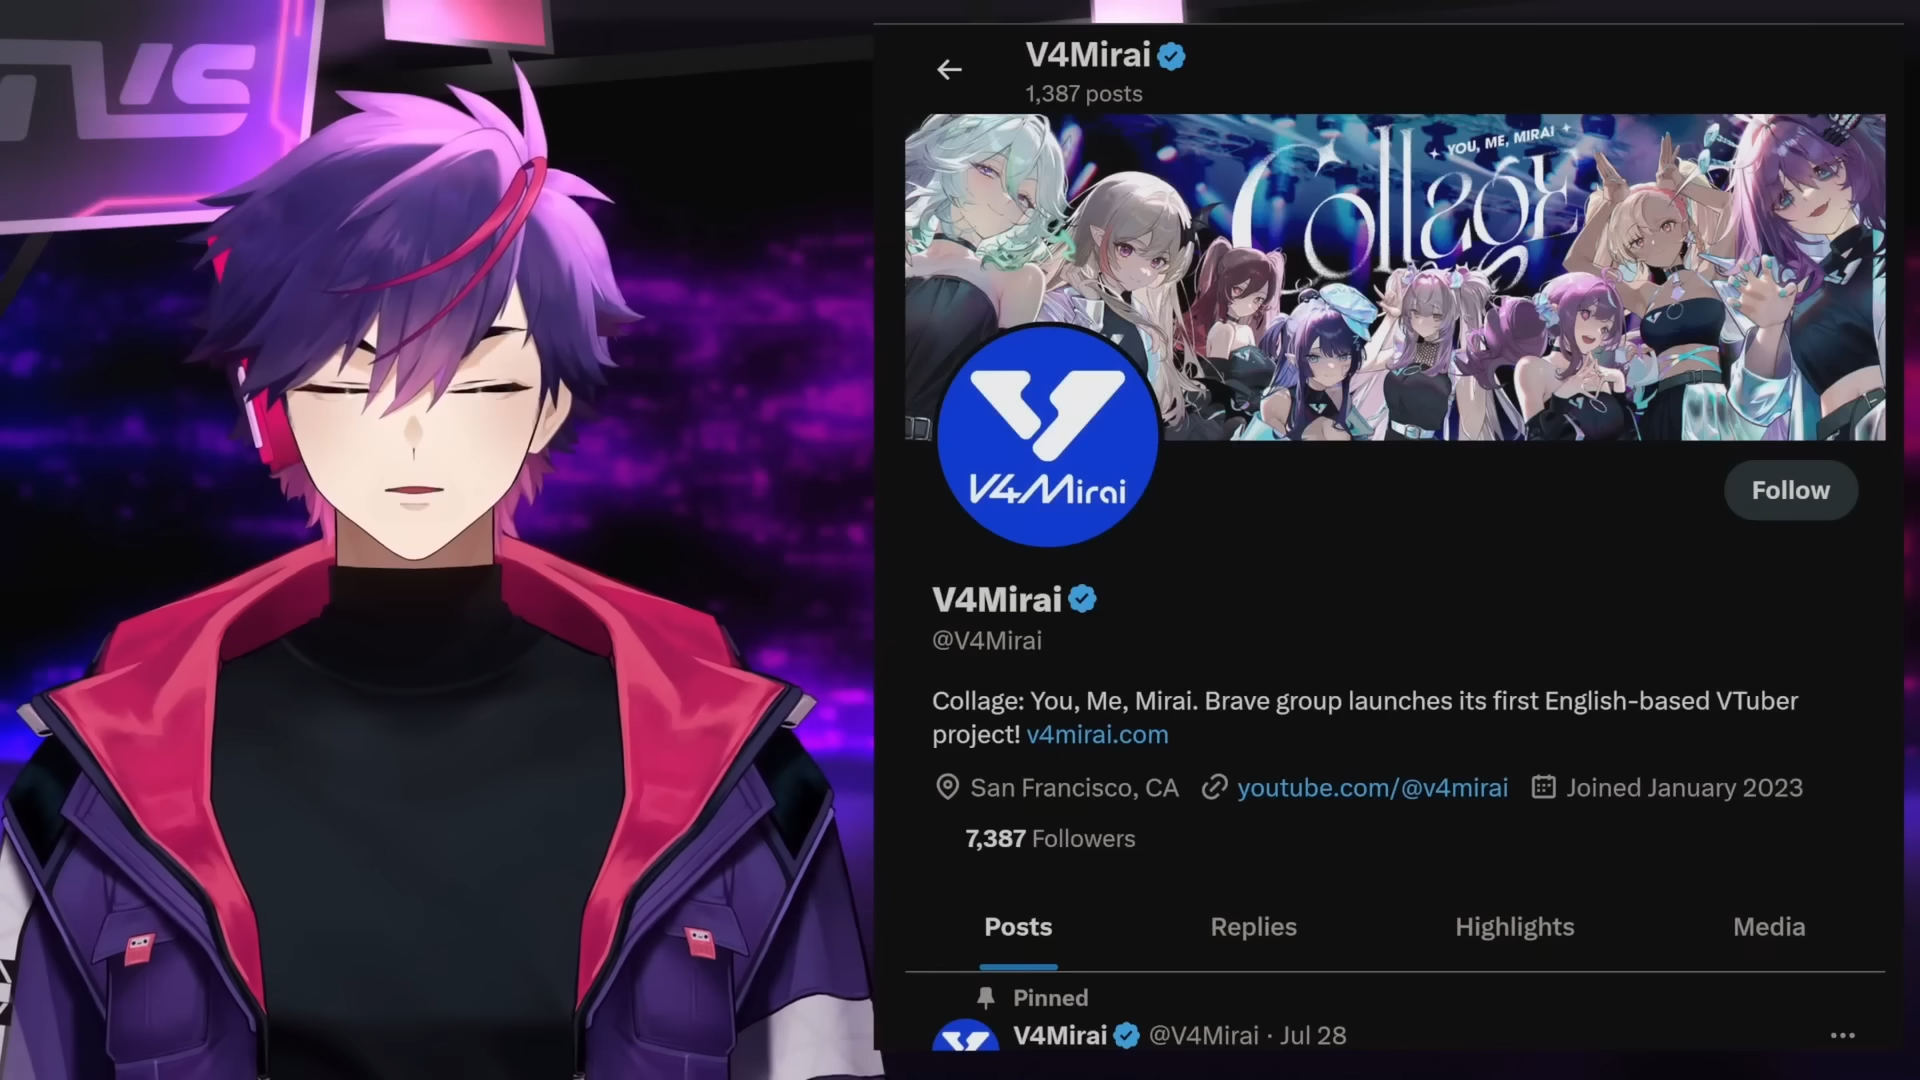 V4Mirai
1,387 posts
YOU, ME, MIRAI
Collage
V4Mirai
Follow
V4Mirai
@V4Mirai
Collage: You, Me, Mirai. Brave group launches its first English-based VTuber
project! v4mirai.com
San Francisco, CA youtube.com/@v4mirai Joined January 2023
7,387 Followers
Posts Replies Highlights Media
Pinned
V4Mirai @V4Mirai · Jul 28